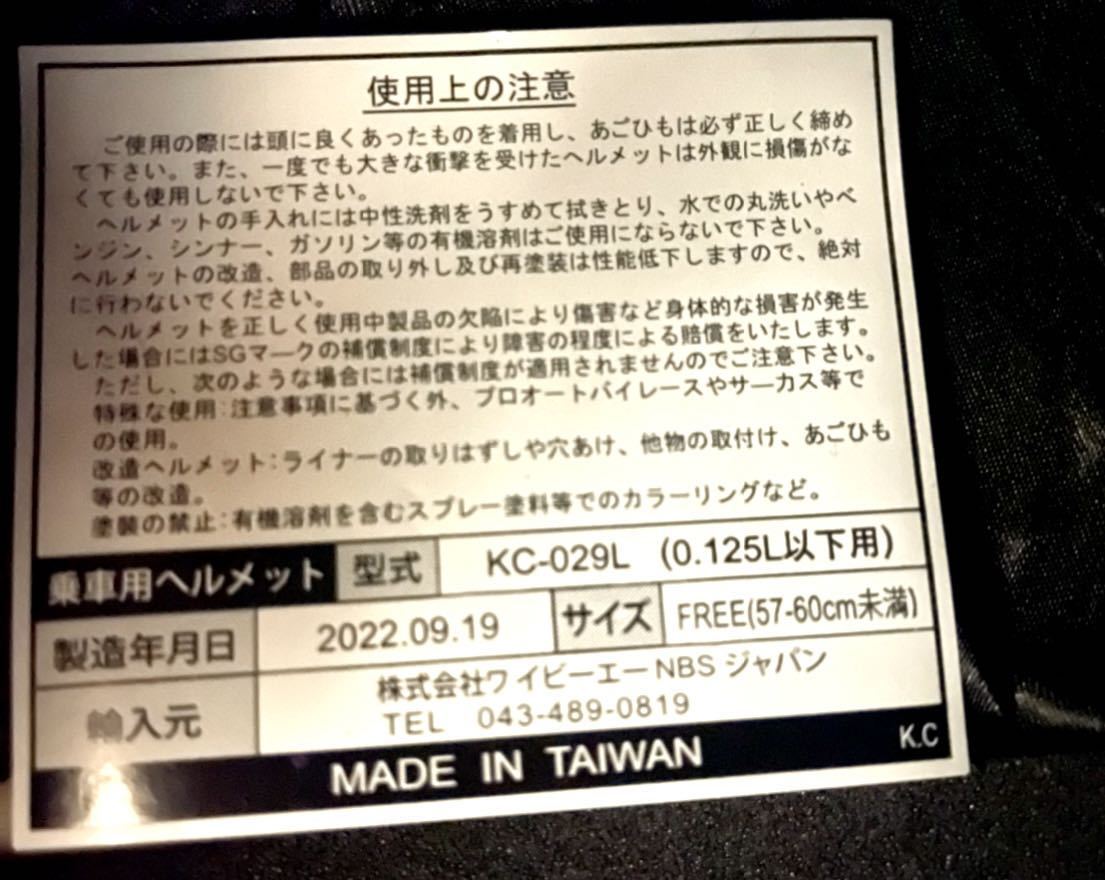 使用上の注意
ご使用の際には頭に良くあったものを着用し、あごひもは必ず正しく締め
て下さい。また、一度でも大きな衝撃を受けたヘルメットは外観に損傷がな
くても使用しないで下さい。
ヘルメットの手入れには中性洗剤をうすめて拭きとり、水での丸洗いやベ
ンジン、シンナー、ガソリン等の有機溶剤はご使用にならないで下さい。
ヘルメットの改造、部品の取り外し及び再塗装は性能低下しますので、絶対
に行わないでください。
ヘルメットを正しく使用中製品の欠陥により傷害など身体的な損害が発生
した場合にはSGマークの補償制度により障害の程度による賠償をいたします。
ただし、次のような場合には補償制度が適用されませんのでご注意下さい。
特殊な使用:注意事項に基づく外、プロオートバイレースやサーカス等で
の使用。
改造ヘルメット:ライナーの取りはずしや穴あけ、他物の取付け、あごひも
等の改造。
塗装の禁止:有機溶剤を含むスプレー塗料等でのカラーリングなど。
乗車用ヘルメット 型式 KC-029L (0.125L以下用)
製造年月日 2022.09.19 サイズ FREE(57-60cm未満)
輸入元 株式会社ワイビーエーNBSジャパン
TEL 043-489-0819
MADE IN TAIWAN K.C